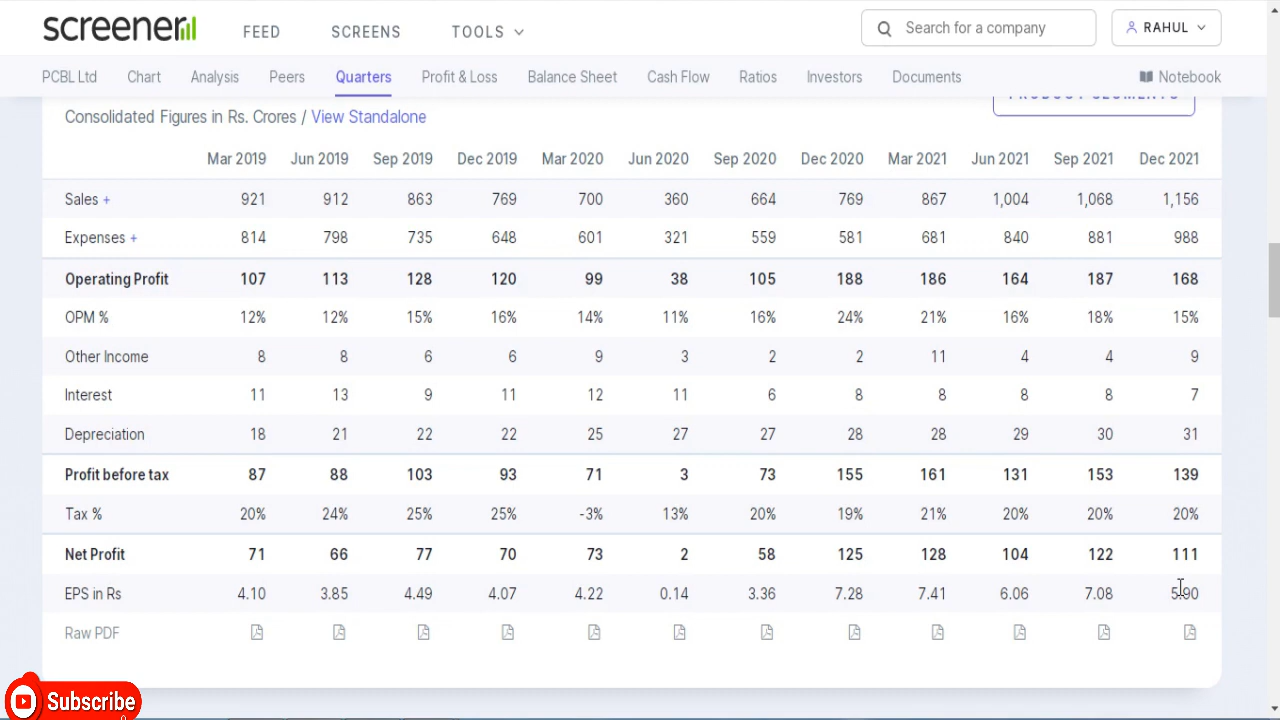 screener FEED SCREENS TOOLS Search for a company RAHUL
PCBL Ltd Chart Analysis Peers Quarters Profit & Loss Balance Sheet Cash Flow Ratios Investors Documents Notebook
PRODUCT SEGMENTS
Consolidated Figures in Rs. Crores / View Standalone
Mar 2019 Jun 2019 Sep 2019 Dec 2019 Mar 2020 Jun 2020 Sep 2020 Dec 2020 Mar 2021 Jun 2021 Sep 2021 Dec 2021
Sales + 921 912 863 769 700 360 664 769 867 1,004 1,068 1,156
Expenses + 814 798 735 648 601 321 559 581 681 840 881 988
Operating Profit 107 113 128 120 99 38 105 188 186 164 187 168
OPM % 12% 12% 15% 16% 14% 11% 16% 24% 21% 16% 18% 15%
Other Income 8 8 6 6 9 3 2 2 11 4 4 9
Interest 11 13 9 11 12 11 6 8 8 8 8 7
Depreciation 18 21 22 22 25 27 27 28 28 29 30 31
Profit before tax 87 88 103 93 71 3 73 155 161 131 153 139
Tax % 20% 24% 25% 25% -3% 13% 20% 19% 21% 20% 20% 20%
Net Profit 71 66 77 70 73 2 58 125 128 104 122 111
EPS in Rs 4.10 3.85 4.49 4.07 4.22 0.14 3.36 7.28 7.41 6.06 7.08 5.90
Raw PDF
Subscribe